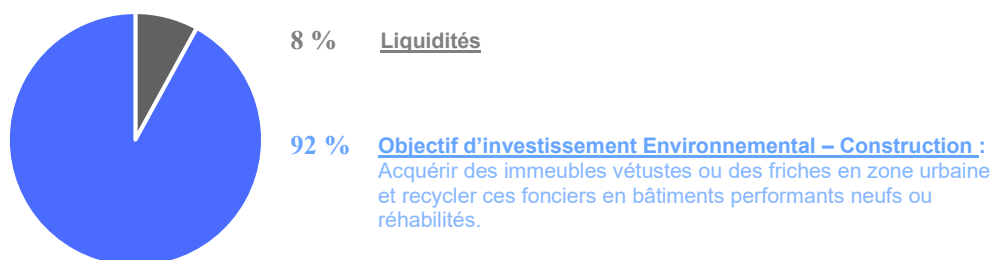 8 % Liquidités
92 % Objectif d’investissement Environnemental – Construction :
Acquérir des immeubles vétustes ou des friches en zone urbaine
et recycler ces fonciers en bâtiments performants neufs ou
réhabilités.